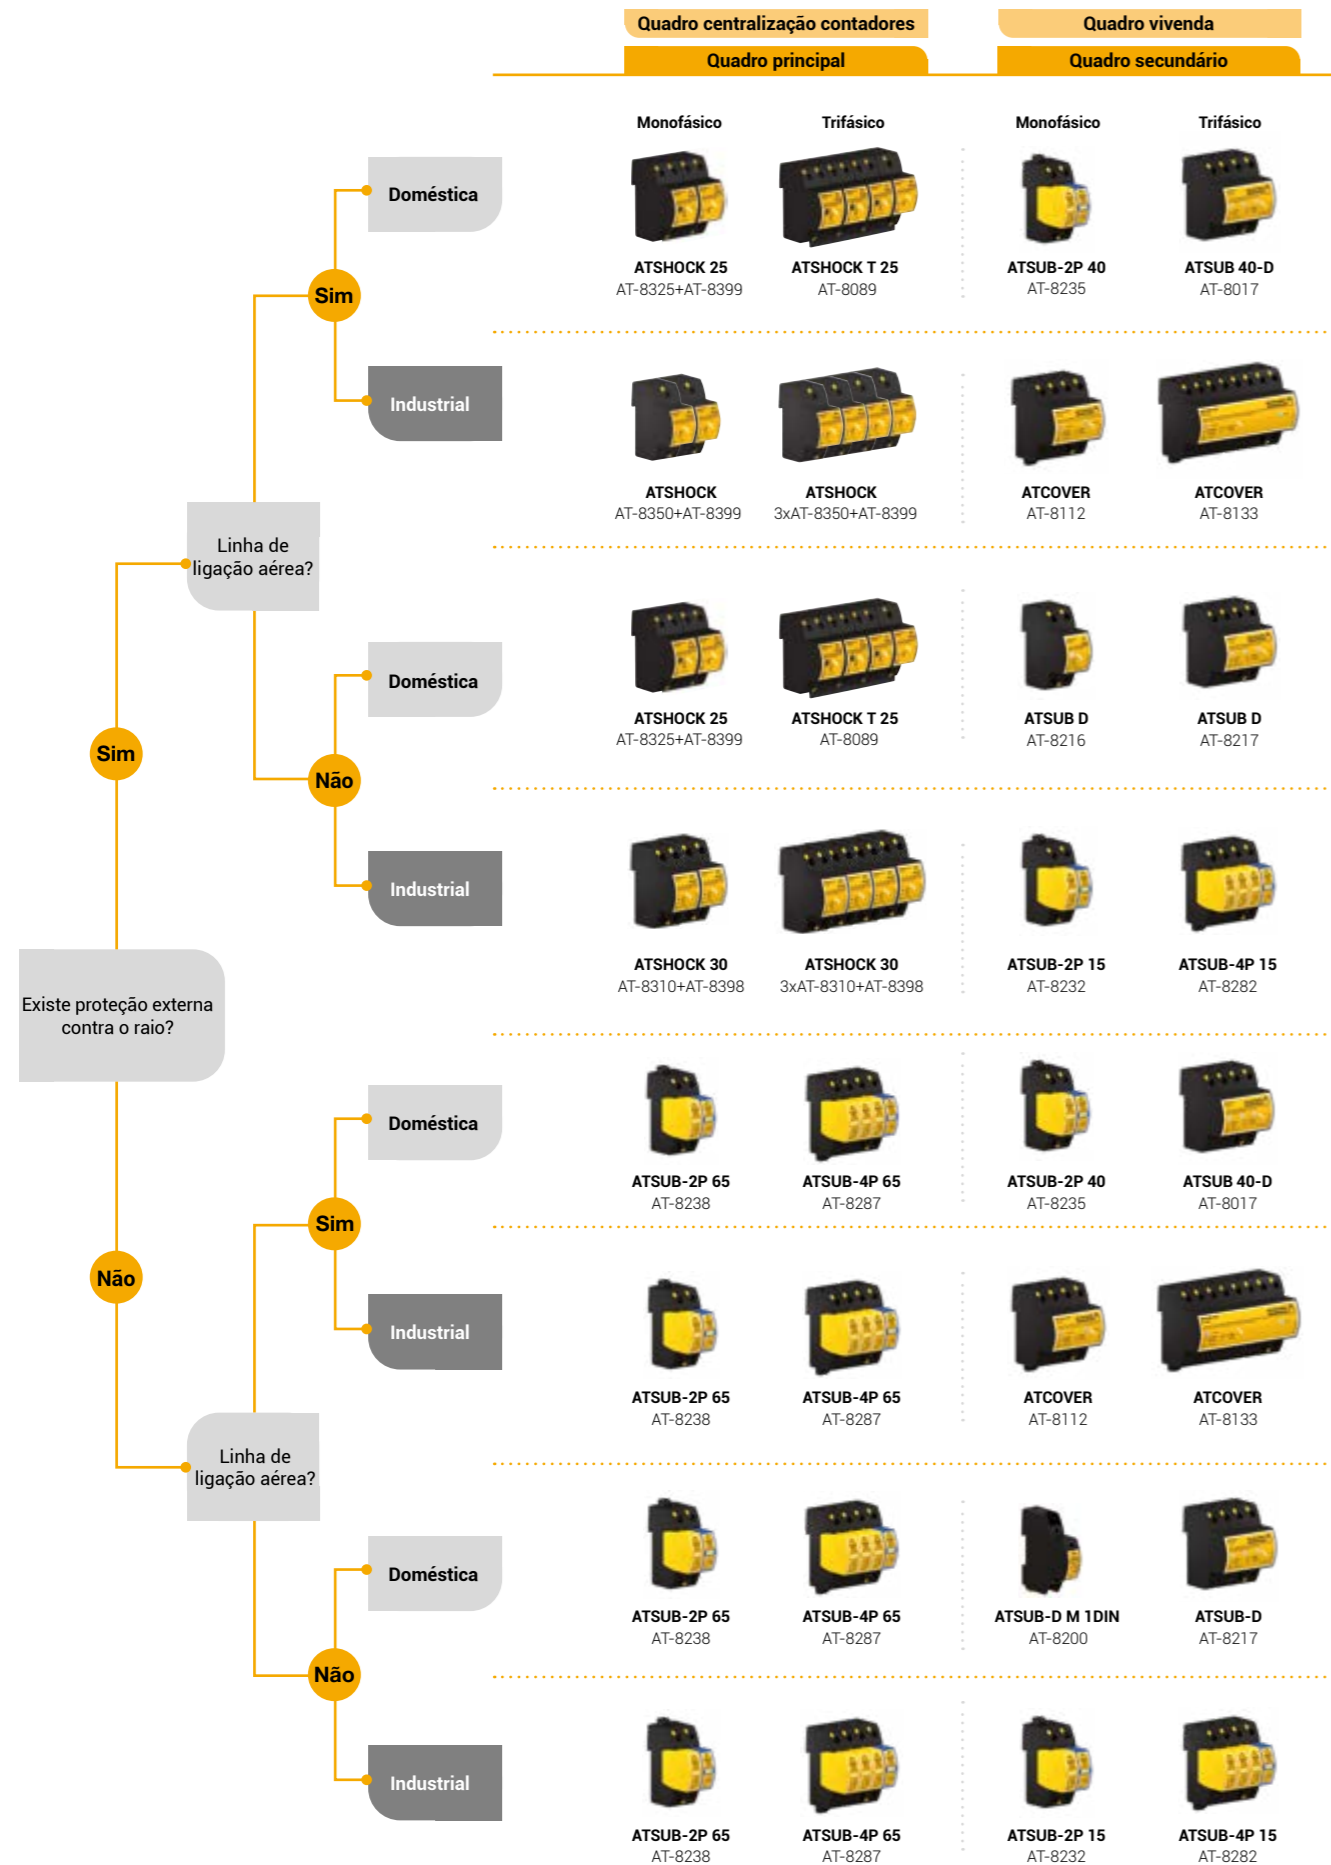 Quadro centralização contadores
Quadro vivenda
Quadro principal
Quadro secundário
Monofásico
Trifásico
Monofásico
Trifásico
Doméstica
ATSHOCK 25
AT-8325+AT-8399
ATSHOCK T 25
AT-8089
ATSUB-2P 40
AT-8235
ATSUB 40-D
AT-8017
Sim
Industrial
ATSHOCK
AT-8350+AT-8399
ATSHOCK
3xAT-8350+AT-8399
ATCOVER
AT-8112
ATCOVER
AT-8133
Linha de
ligação aérea?
Doméstica
ATSHOCK 25
AT-8325+AT-8399
ATSHOCK T 25
AT-8089
ATSUB D
AT-8216
ATSUB D
AT-8217
Sim
Não
Industrial
ATSHOCK 30
AT-8310+AT-8398
ATSHOCK 30
3xAT-8310+AT-8398
ATSUB-2P 15
AT-8232
ATSUB-4P 15
AT-8282
Existe proteção externa
contra o raio?
Doméstica
ATSUB-2P 65
AT-8238
ATSUB-4P 65
AT-8287
ATSUB-2P 40
AT-8235
ATSUB 40-D
AT-8017
Sim
Não
Industrial
ATSUB-2P 65
AT-8238
ATSUB-4P 65
AT-8287
ATCOVER
AT-8112
ATCOVER
AT-8133
Linha de
ligação aérea?
Doméstica
ATSUB-2P 65
AT-8238
ATSUB-4P 65
AT-8287
ATSUB-D M 1DIN
AT-8200
ATSUB-D
AT-8217
Não
Industrial
ATSUB-2P 65
AT-8238
ATSUB-4P 65
AT-8287
ATSUB-2P 15
AT-8232
ATSUB-4P 15
AT-8282